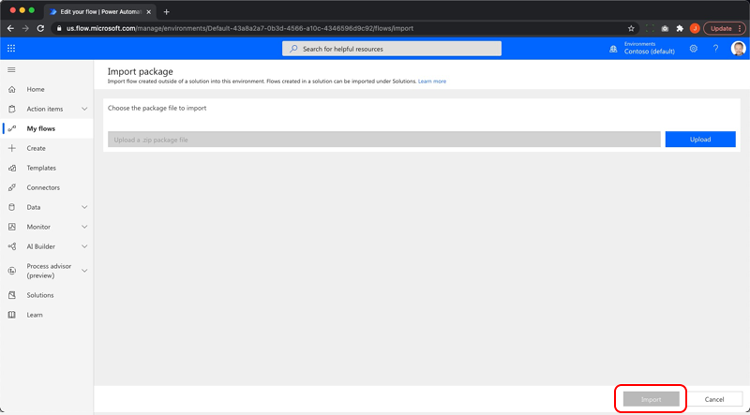 Edit your flow | Power Automat
us.flow.microsoft.com/manage/environments/Default-43a8a2a7-0b3d-4566-a10c-4346596d9c92/flows/import
Update
Search for helpful resources
Environments
Contoso (default)
?
Import package
Import flow created outside of a solution into this environment. Flows created in a solution can be imported under Solutions. Learn more
Home
Action items
My flows
Create
Templates
Connectors
Data
Monitor
AI Builder
Process advisor
(preview)
Solutions
Learn
Choose the package file to import
Upload a .zip package file
Upload
Import
Cancel